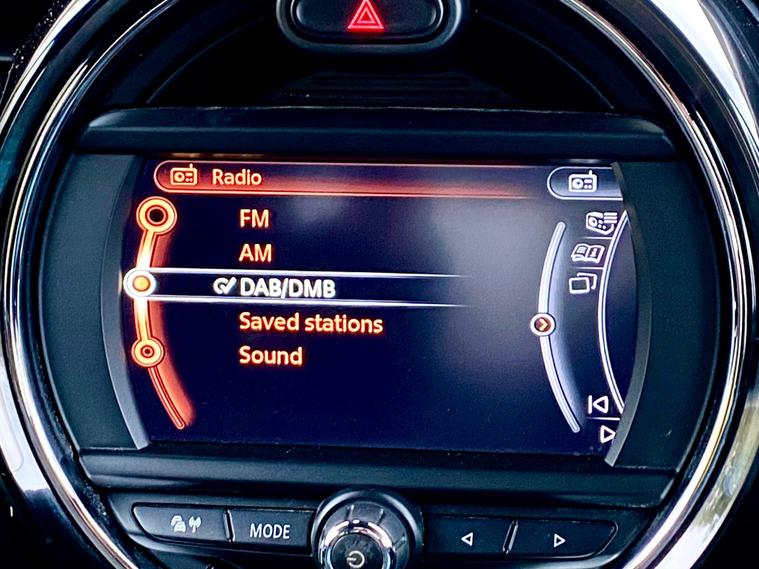 Radio
FM
AM
DAB/DMB
Saved stations
Sound
MODE